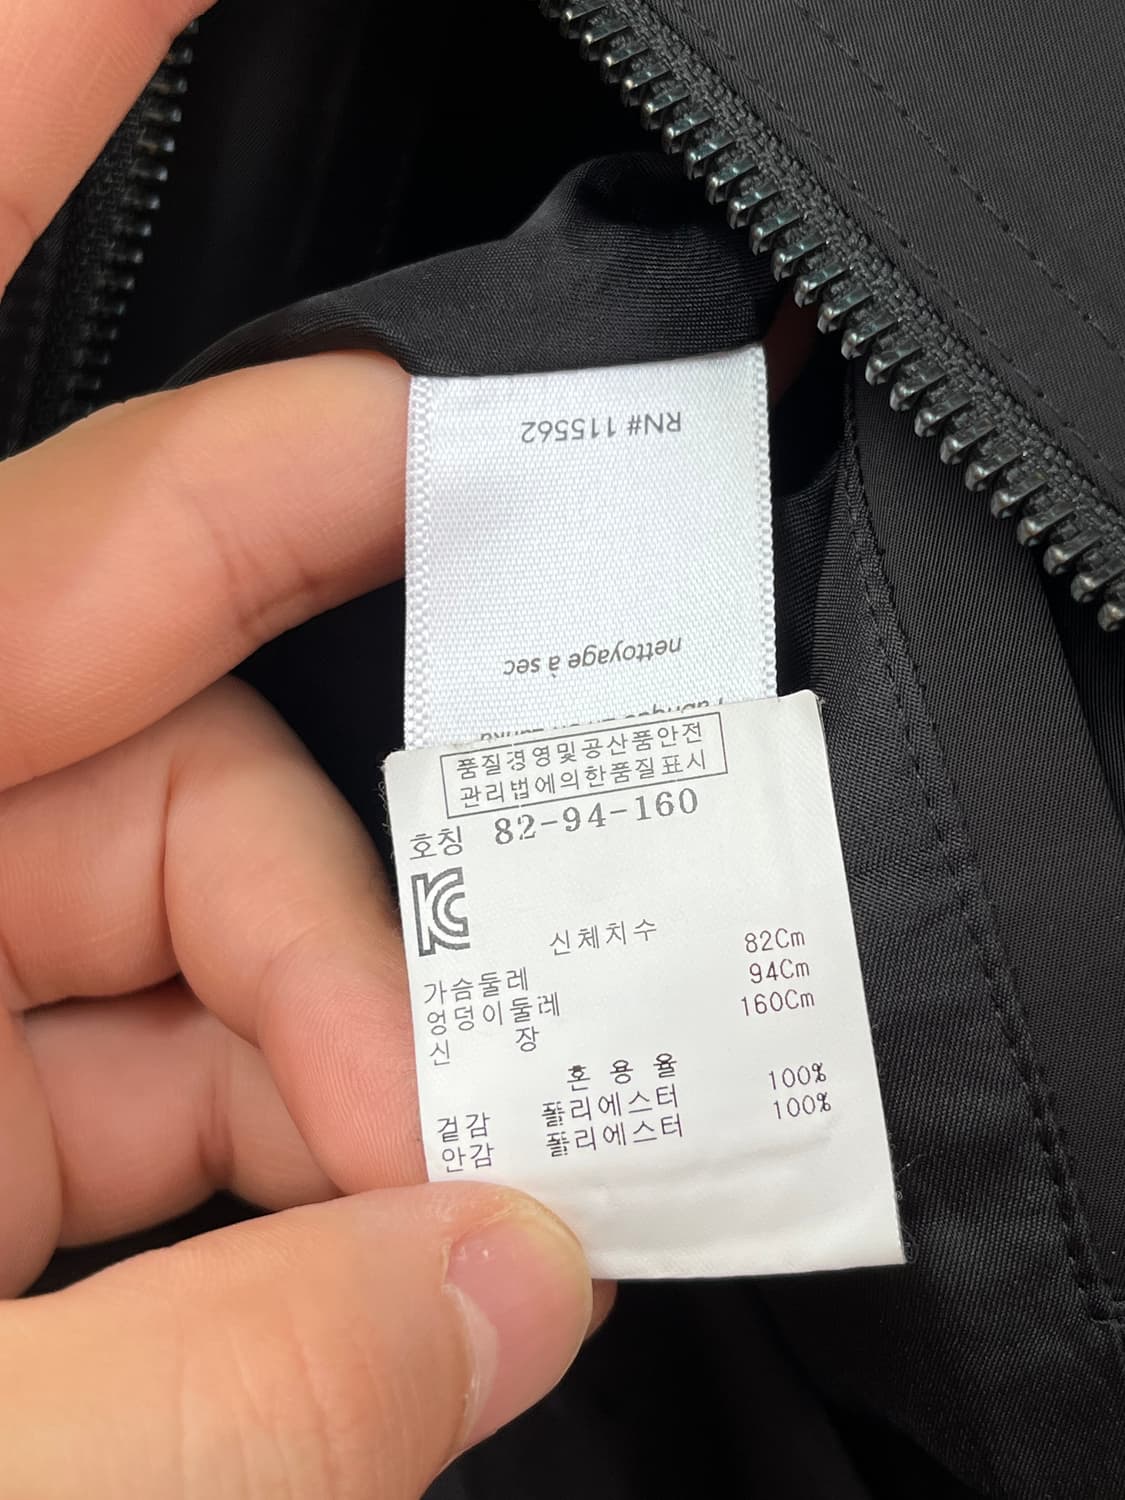 RN# 115562
nettoyage à sec
품질경영및공산품안전
관리법에의한품질표시
호칭 82-94-160
신체치수
가슴둘레 82Cm
엉덩이둘레 94Cm
신 장 160Cm
혼 용 율
겉감 폴리에스터 100%
안감 폴리에스터 100%